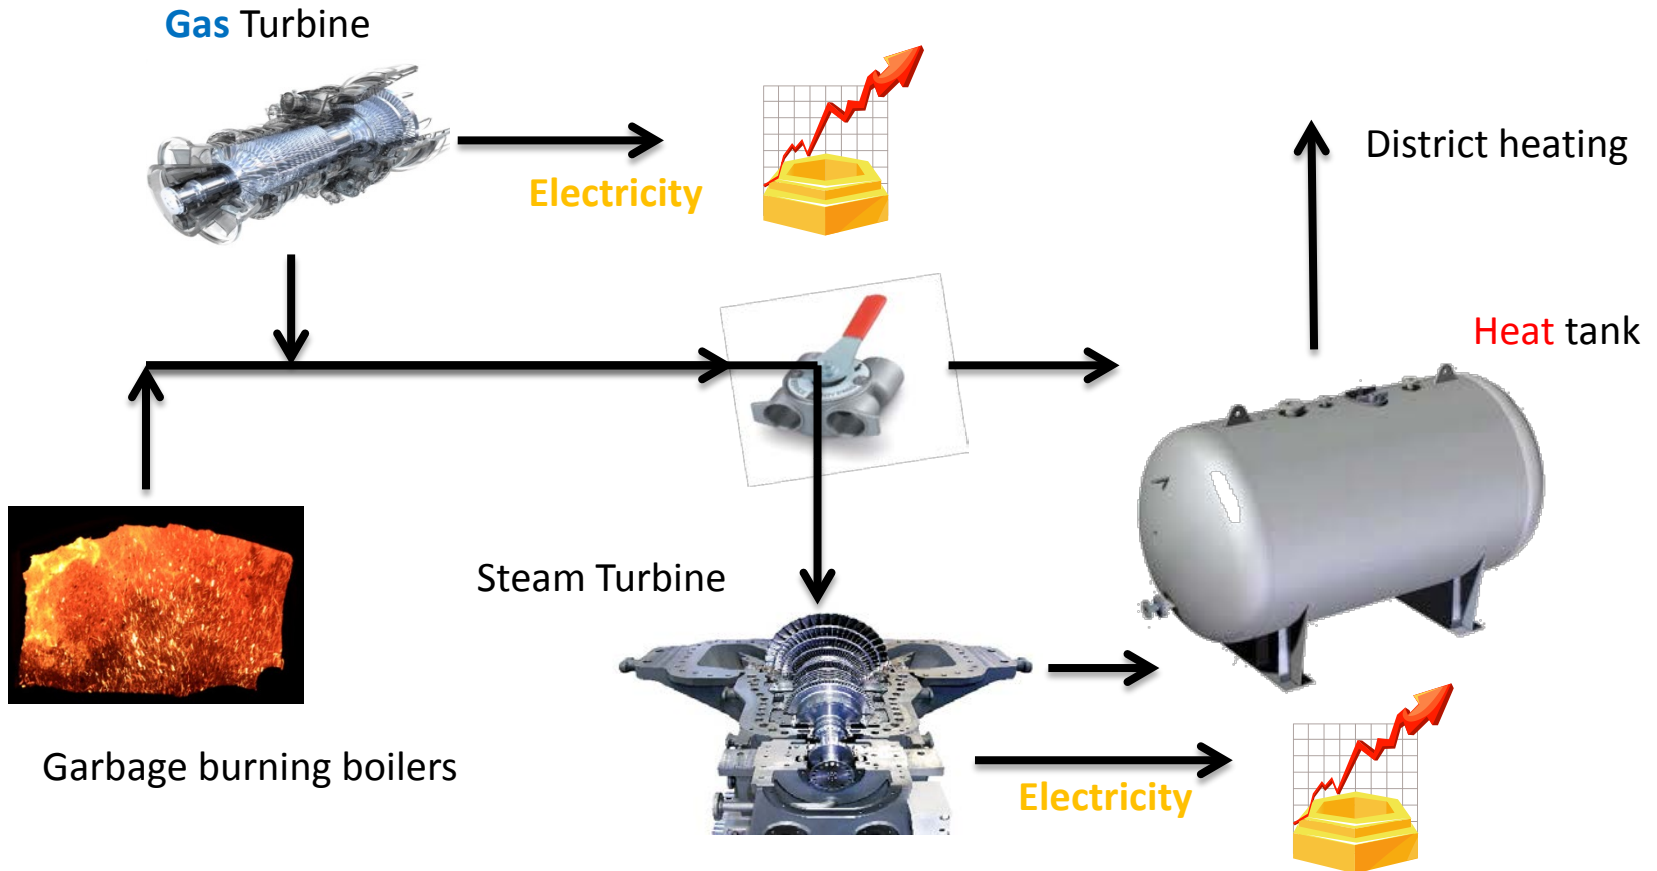 Gas Turbine
Electricity
District heating
Heat tank
Steam Turbine
Garbage burning boilers
Electricity